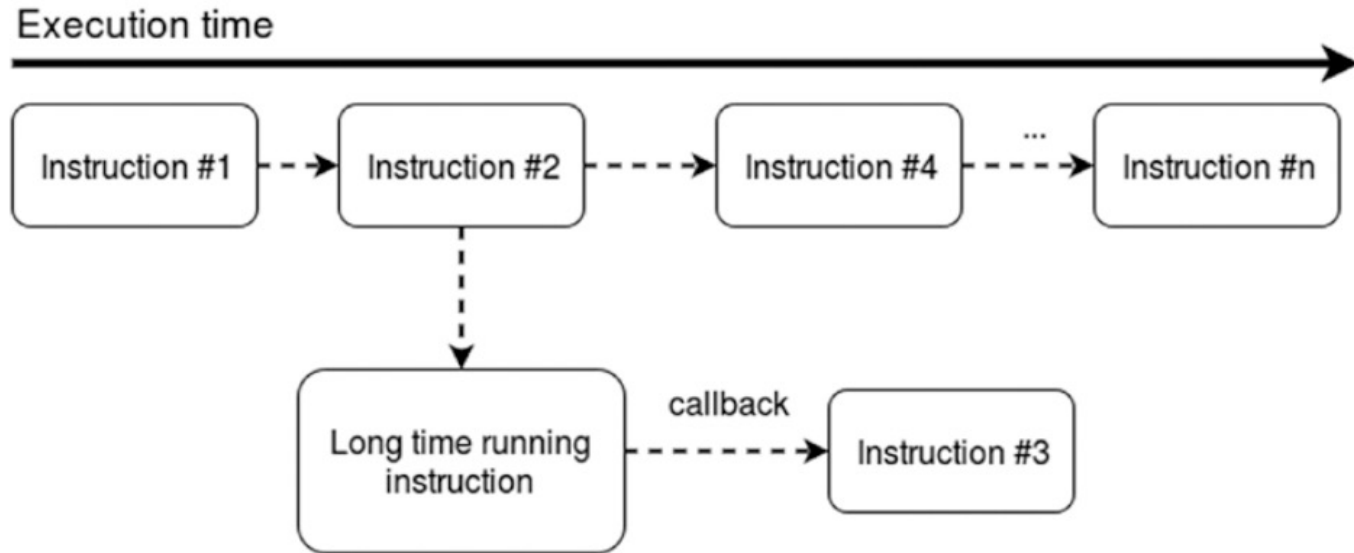 Execution time
...
Instruction #1
Instruction #2
Instruction #4
Instruction #n
callback
Long time running
instruction
Instruction #3